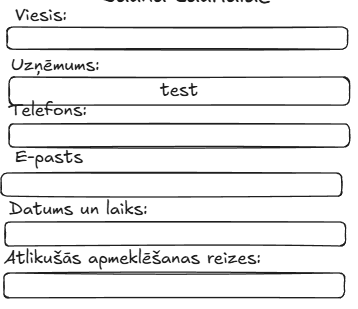 Viesis:
Uzņēmums:
test
Telefons:
E-pasts
Datums un laiks:
Atlikušās apmeklēšanas reizes: